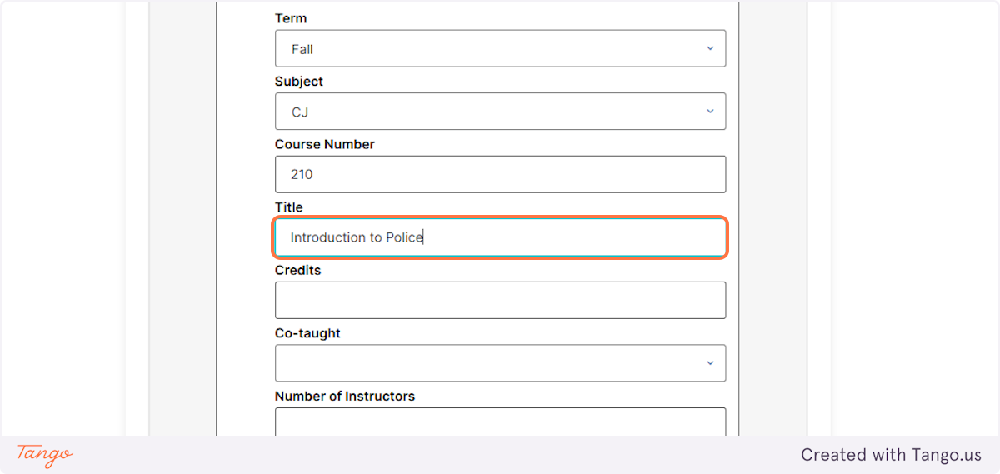 Term
Fall
Subject
CJ
Course Number
210
Title
Introduction to Police
Credits
Co-taught
Number of Instructors
Tango
Created with Tango.us